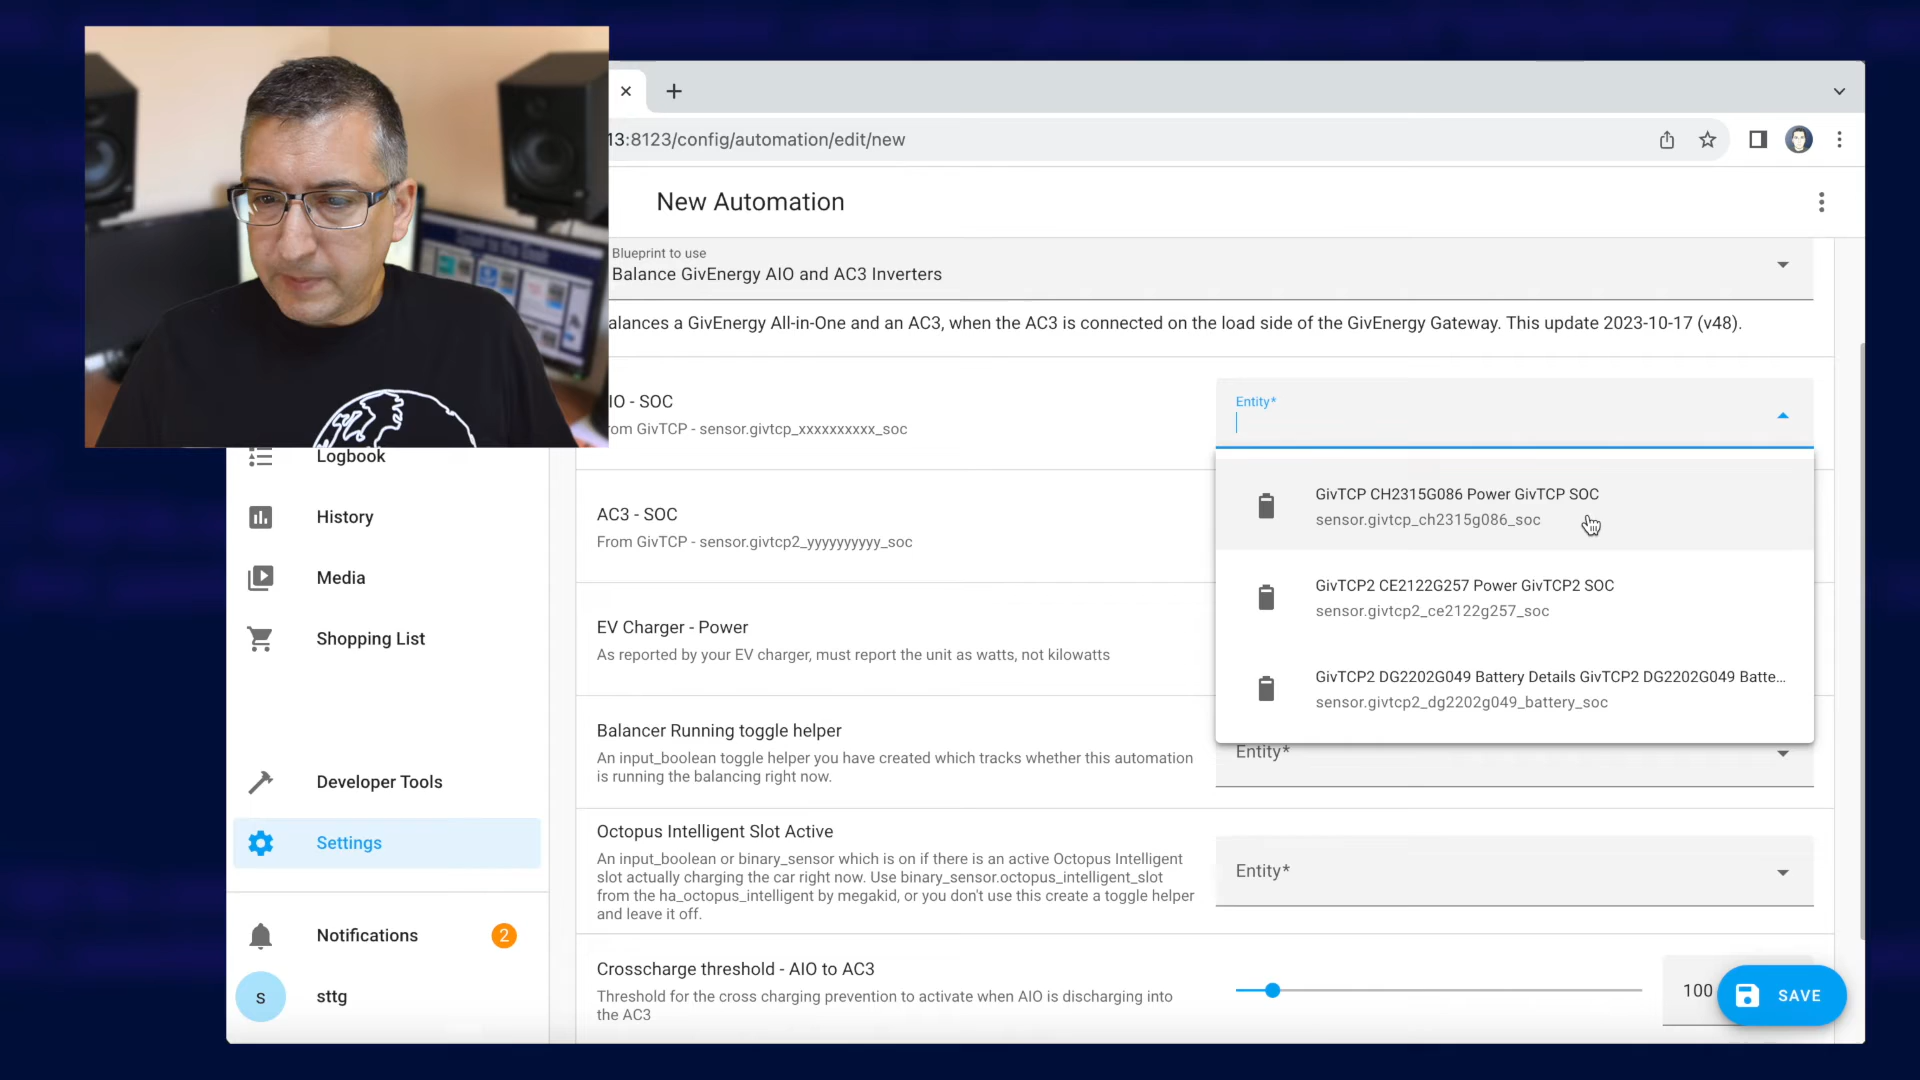 13:8123/config/automation/edit/new
New Automation
Blueprint to use
Balance GivEnergy AIO and AC3 Inverters
alances a GivEnergy All-in-One and an AC3, when the AC3 is connected on the load side of the GivEnergy Gateway. This update 2023-10-17 (v48).
IO - SOC
rom GivTCP - sensor.givtcp_xxxxxxxxxx_soc
Entity*
GivTCP CH2315G086 Power GivTCP SOC
sensor.givtcp_ch2315g086_soc
GivTCP2 CE2122G257 Power GivTCP2 SOC
sensor.givtcp2_ce2122g257_soc
GivTCP2 DG2202G049 Battery Details GivTCP2 DG2202G049 Batte...
sensor.givtcp2_dg2202g049_battery_soc
AC3 - SOC
From GivTCP - sensor.givtcp2_yyyyyyyyyy_soc
EV Charger - Power
As reported by your EV charger, must report the unit as watts, not kilowatts
Balancer Running toggle helper
An input_boolean toggle helper you have created which tracks whether this automation
is running the balancing right now.
Entity*
Octopus Intelligent Slot Active
An input_boolean or binary_sensor which is on if there is an active Octopus Intelligent
slot actually charging the car right now. Use binary_sensor.octopus_intelligent_slot
from the ha_octopus_intelligent by megakid, or you don't use this create a toggle helper
and leave it off.
Entity*
Crosscharge threshold - AIO to AC3
Threshold for the cross charging prevention to activate when AIO is discharging into
the AC3
100
SAVE
Logbook
History
Media
Shopping List
Developer Tools
Settings
Notifications
2
s
sttg